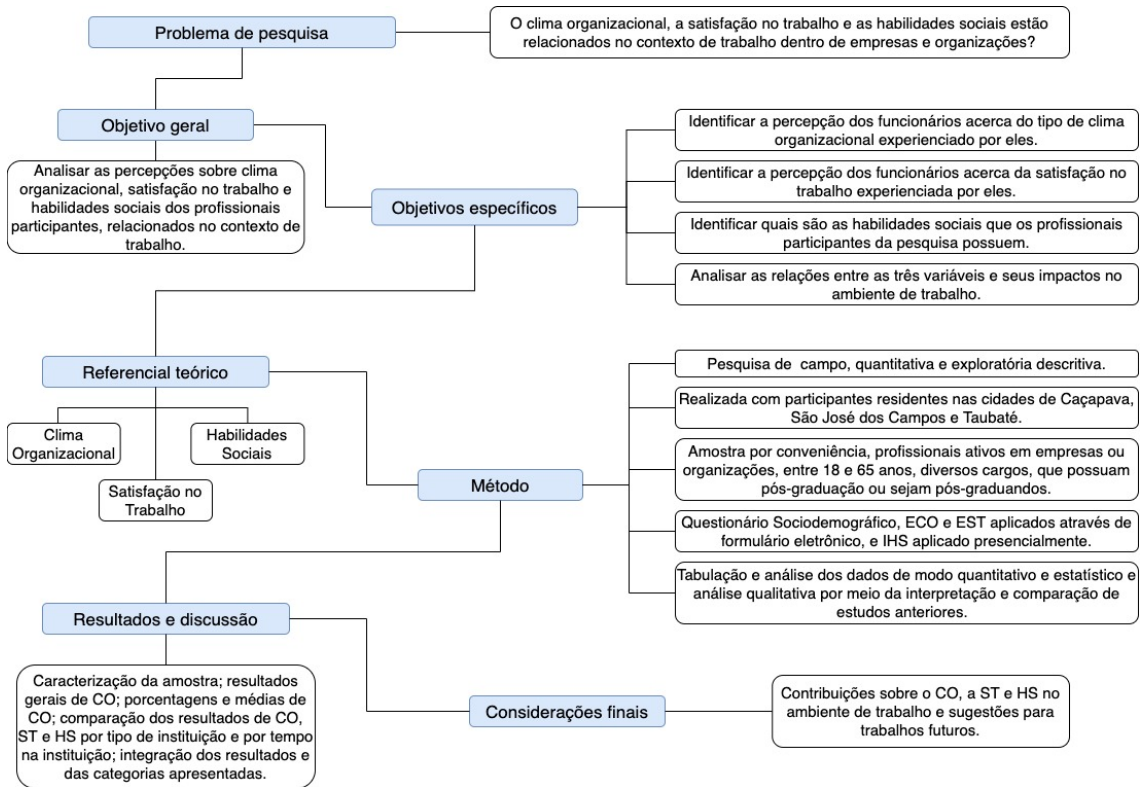 Problema de pesquisa
O clima organizacional, a satisfação no trabalho e as habilidades sociais estão
relacionados no contexto de trabalho dentro de empresas e organizações?
Objetivo geral
Analisar as percepções sobre clima
organizacional, satisfação no trabalho e
habilidades sociais dos profissionais
participantes, relacionados no contexto de
trabalho.
Objetivos específicos
Identificar a percepção dos funcionários acerca do tipo de clima
organizacional experienciado por eles.
Identificar a percepção dos funcionários acerca da satisfação no
trabalho experienciada por eles.
Identificar quais são as habilidades sociais que os profissionais
participantes da pesquisa possuem.
Analisar as relações entre as três variáveis e seus impactos no
ambiente de trabalho.
Referencial teórico
Clima
Organizacional
Satisfação no
Trabalho
Habilidades
Sociais
Método
Pesquisa de campo, quantitativa e exploratória descritiva.
Realizada com participantes residentes nas cidades de Caçapava,
São José dos Campos e Taubaté.
Amostra por conveniência, profissionais ativos em empresas ou
organizações, entre 18 e 65 anos, diversos cargos, que possuam
pós-graduação ou sejam pós-graduandos.
Questionário Sociodemográfico, ECO e EST aplicados através de
formulário eletrônico, e IHS aplicado presencialmente.
Tabulação e análise dos dados de modo quantitativo e estatístico e
análise qualitativa por meio da interpretação e comparação de
estudos anteriores.
Resultados e discussão
Caracterização da amostra; resultados
gerais de CO; porcentagens e médias de
CO; comparação dos resultados de CO,
ST e HS por tipo de instituição e por tempo
na instituição; integração dos resultados e
das categorias apresentadas.
Considerações finais
Contribuições sobre o CO, a ST e HS no
ambiente de trabalho e sugestões para
trabalhos futuros.